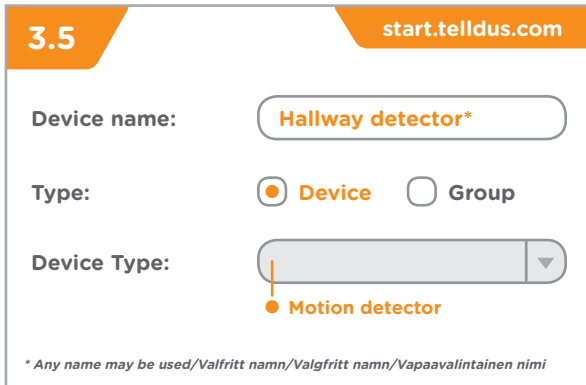 3.5
start.telldus.com
Device name:
Hallway detector*
Type:
Device
Group
Device Type:
Motion detector
* Any name may be used/Valfritt namn/Valgfritt namn/Vapaavalintainen nimi